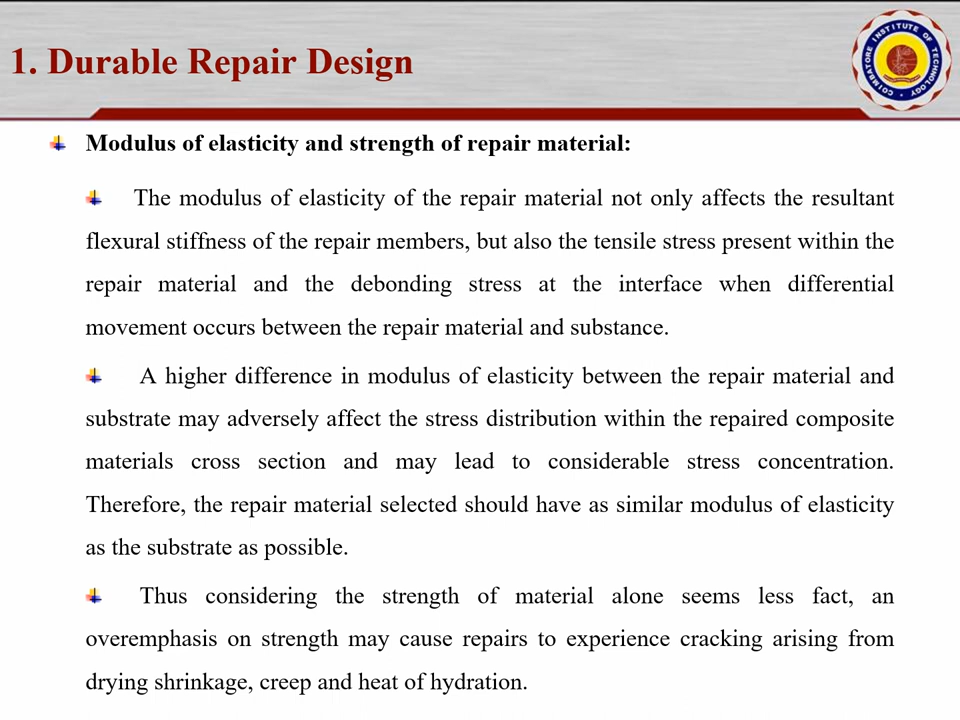 1. Durable Repair Design
COIMBATORE INSTITUTE OF TECHNOLOGY
Modulus of elasticity and strength of repair material:
The modulus of elasticity of the repair material not only affects the resultant
flexural stiffness of the repair members, but also the tensile stress present within the
repair material and the debonding stress at the interface when differential
movement occurs between the repair material and substance.
A higher difference in modulus of elasticity between the repair material and
substrate may adversely affect the stress distribution within the repaired composite
materials cross section and may lead to considerable stress concentration.
Therefore, the repair material selected should have as similar modulus of elasticity
as the substrate as possible.
Thus considering the strength of material alone seems less fact, an
overemphasis on strength may cause repairs to experience cracking arising from
drying shrinkage, creep and heat of hydration.